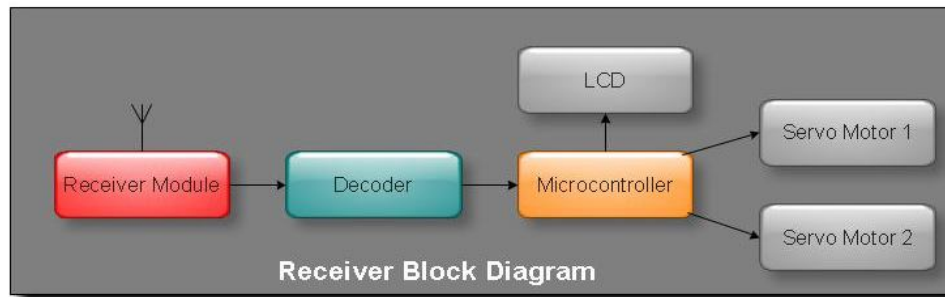 LCD
Servo Motor 1
Receiver Module
Decoder
Microcontroller
Servo Motor 2
Receiver Block Diagram